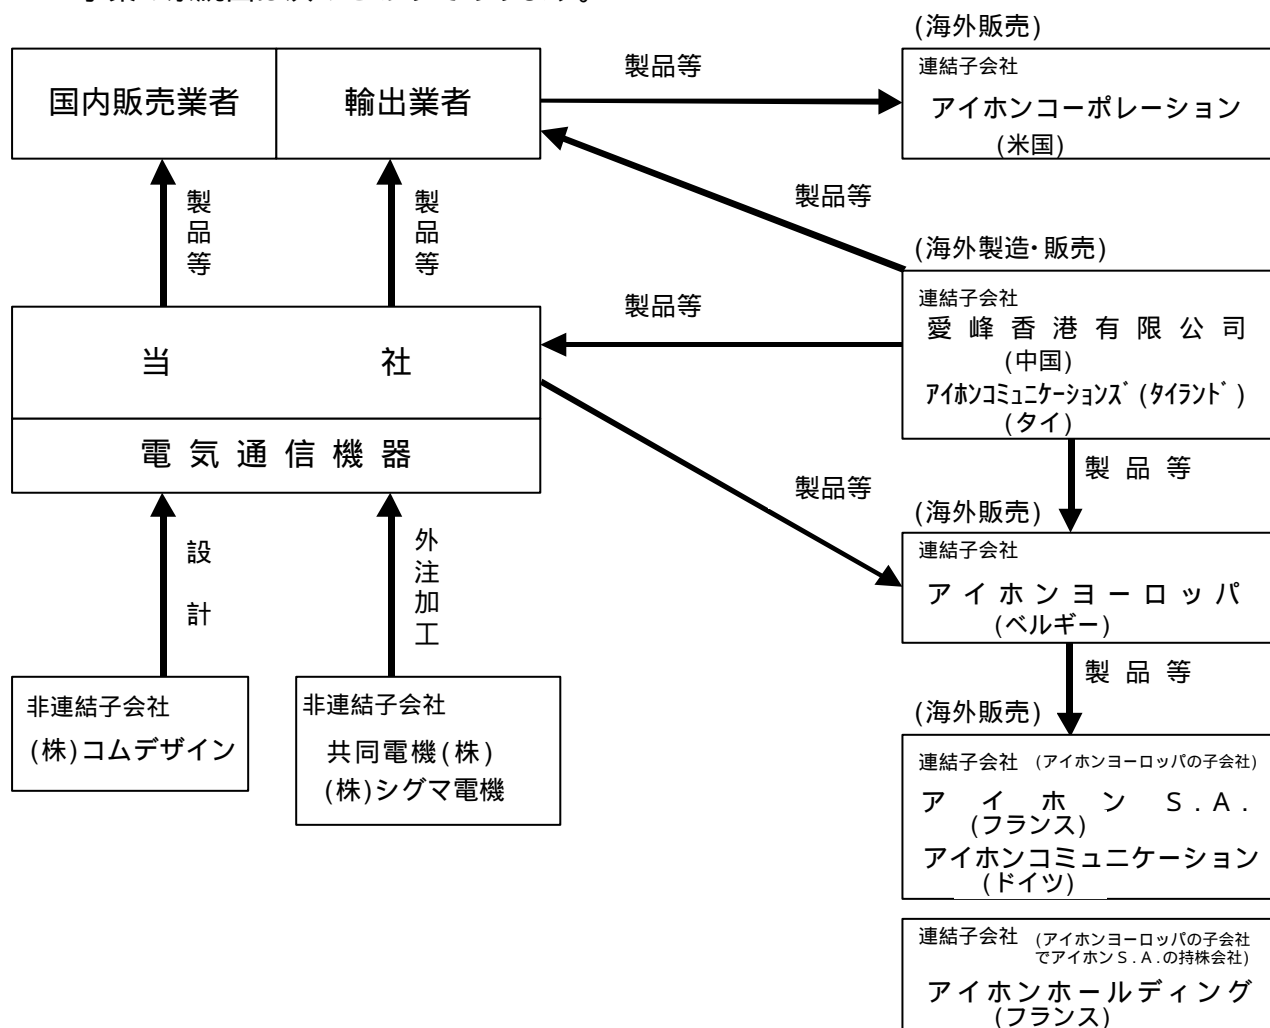 (海外販売)
国内販売業者
輸出業者
製品等
連結子会社
アイホンコーポレーション
(米国)
製品等
製品等
製品等
(海外製造・販売)
当社
電気通信機器
製品等
連結子会社
愛峰香港有限公司
(中国)
ｱｲﾎﾝｺﾐｭﾆｹｰｼｮﾝｽﾞ(ﾀｲﾗﾝﾄﾞ)
(タイ)
製品等
製品等
(海外販売)
設計
外注加工
連結子会社
アイホンヨーロッパ
(ベルギー)
製品等
非連結子会社
(株)コムデザイン
非連結子会社
共同電機(株)
(株)シグマ電機
(海外販売)
連結子会社 (アイホンヨーロッパの子会社)
アイホンS.A.
(フランス)
アイホンコミュニケーション
(ドイツ)
連結子会社 (アイホンヨーロッパの子会社
でアイホンS.A.の持株会社)
アイホンホールディング
(フランス)